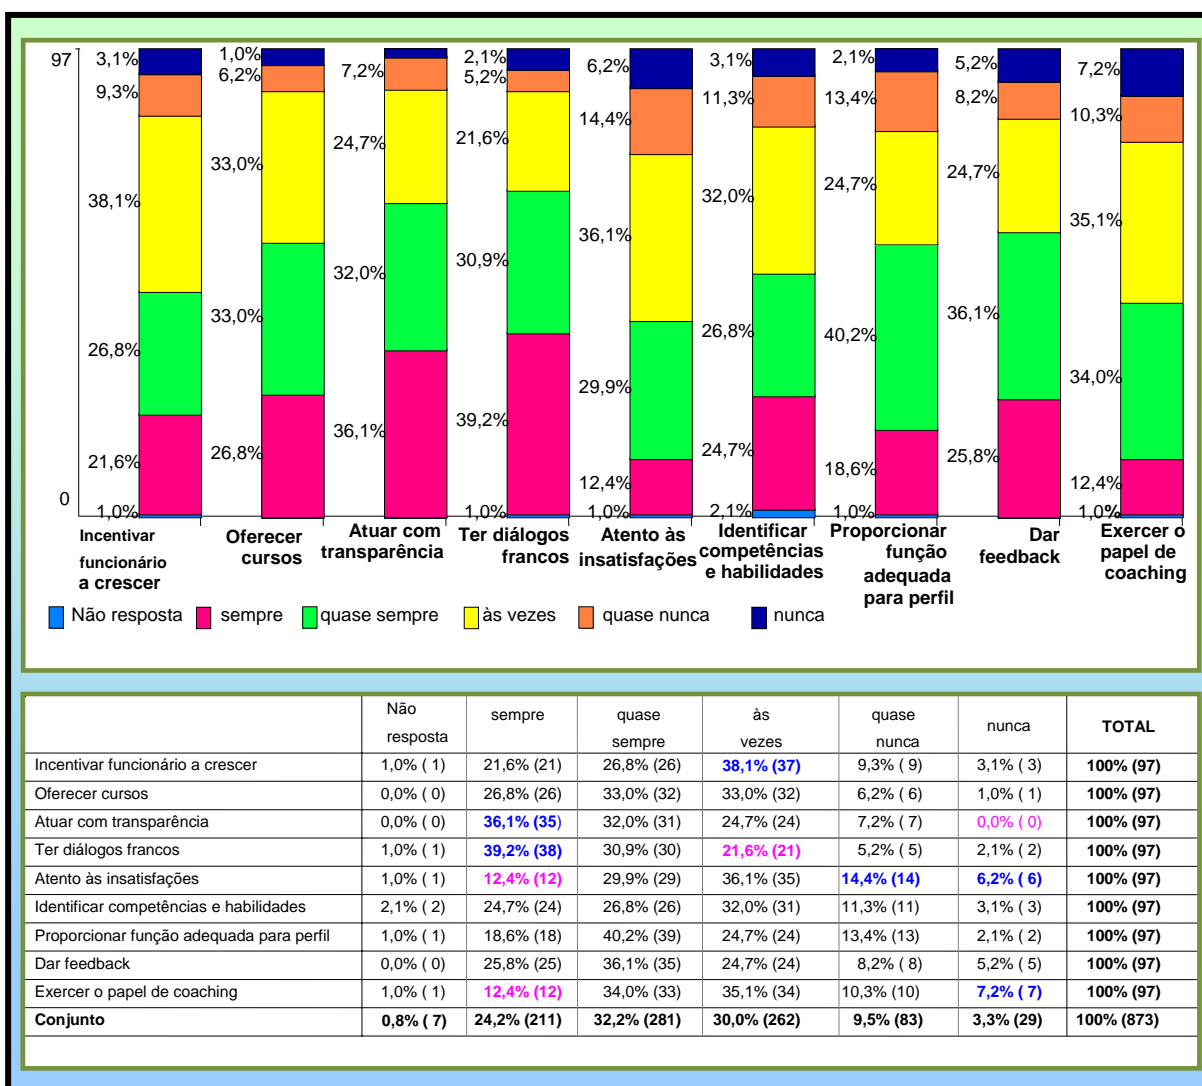 97
0
3,1%
9,3%
38,1%
26,8%
21,6%
1,0%
1,0%
6,2%
33,0%
33,0%
26,8%
7,2%
24,7%
32,0%
36,1%
2,1%
5,2%
21,6%
30,9%
39,2%
1,0%
6,2%
14,4%
36,1%
29,9%
12,4%
1,0%
3,1%
11,3%
32,0%
26,8%
24,7%
2,1%
2,1%
13,4%
24,7%
40,2%
18,6%
1,0%
5,2%
8,2%
24,7%
36,1%
25,8%
7,2%
10,3%
35,1%
34,0%
12,4%
1,0%
Incentivar
funcionário
a crescer
Oferecer
cursos
Atuar com
transparência
Ter diálogos
francos
Atento às
insatisfações
Identificar
competências
e habilidades
Proporcionar
função
adequada
para perfil
Dar
feedback
Exercer o
papel de
coaching
Não resposta sempre quase sempre às vezes quase nunca nunca
Não resposta sempre quase sempre às vezes quase nunca nunca TOTAL
Incentivar funcionário a crescer 1,0% ( 1) 21,6% (21) 26,8% (26) 38,1% (37) 9,3% ( 9) 3,1% ( 3) 100% (97)
Oferecer cursos 0,0% ( 0) 26,8% (26) 33,0% (32) 33,0% (32) 6,2% ( 6) 1,0% ( 1) 100% (97)
Atuar com transparência 0,0% ( 0) 36,1% (35) 32,0% (31) 24,7% (24) 7,2% ( 7) 0,0% ( 0) 100% (97)
Ter diálogos francos 1,0% ( 1) 39,2% (38) 30,9% (30) 21,6% (21) 5,2% ( 5) 2,1% ( 2) 100% (97)
Atento às insatisfações 1,0% ( 1) 12,4% (12) 29,9% (29) 36,1% (35) 14,4% (14) 6,2% ( 6) 100% (97)
Identificar competências e habilidades 2,1% ( 2) 24,7% (24) 26,8% (26) 32,0% (31) 11,3% (11) 3,1% ( 3) 100% (97)
Proporcionar função adequada para perfil 1,0% ( 1) 18,6% (18) 40,2% (39) 24,7% (24) 13,4% (13) 2,1% ( 2) 100% (97)
Dar feedback 0,0% ( 0) 25,8% (25) 36,1% (35) 24,7% (24) 8,2% ( 8) 5,2% ( 5) 100% (97)
Exercer o papel de coaching 1,0% ( 1) 12,4% (12) 34,0% (33) 35,1% (34) 10,3% (10) 7,2% ( 7) 100% (97)
Conjunto 0,8% ( 7) 24,2% (211) 32,2% (281) 30,0% (262) 9,5% (83) 3,3% (29) 100% (873)